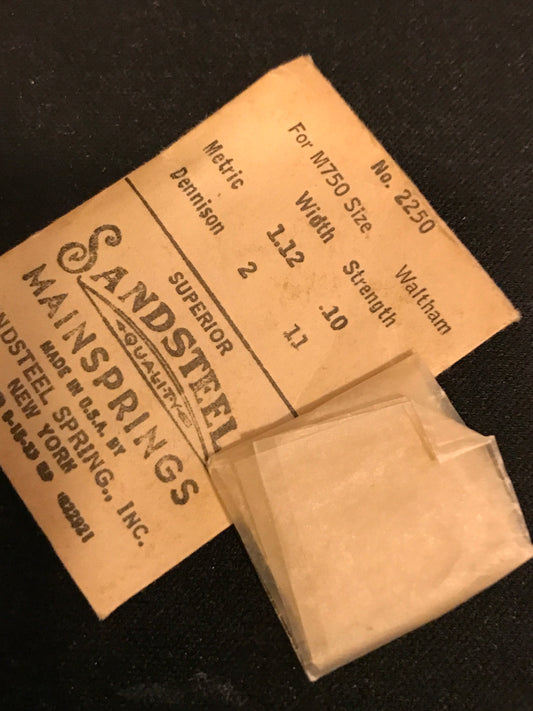 No. 2250
For M750 Size Waltham
Width Strength
Metric 1.12 .10
Dennison 2 11
SUPERIOR
SANDSTEEL
QUALITY
MAINSPRINGS
MADE IN U.S.A. BY
SPRING., INC.
NEW YORK